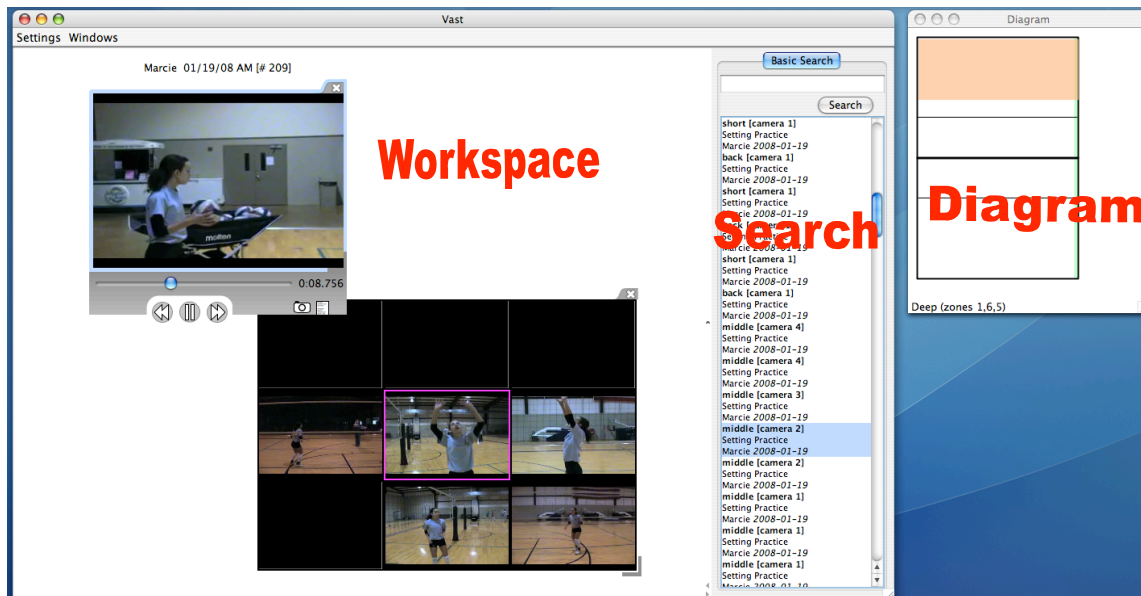 Vast
Settings Windows
Marcie 01/19/08 AM [# 209]
molten
0:08.756
Workspace
Basic Search
Search
short [camera 1]
Setting Practice
Marcie 2008-01-19
back [camera 1]
Setting Practice
Marcie 2008-01-19
short [camera 1]
Setting Practice
2008-01-19
Search
short [camera 1]
Setting Practice
Marcie 2008-01-19
back [camera 1]
Setting Practice
Marcie 2008-01-19
middle [camera 4]
Setting Practice
Marcie 2008-01-19
middle [camera 4]
Setting Practice
Marcie 2008-01-19
middle [camera 3]
Setting Practice
Marcie 2008-01-19
middle [camera 2]
Setting Practice
Marcie 2008-01-19
middle [camera 2]
Setting Practice
Marcie 2008-01-19
middle [camera 1]
Setting Practice
Marcie 2008-01-19
middle [camera 1]
Setting Practice
Marcie 2008-01-19
middle [camera 1]
Setting Practice
Marcie 2008-01-19
Diagram
Diagram
Deep (zones 1,6,5)